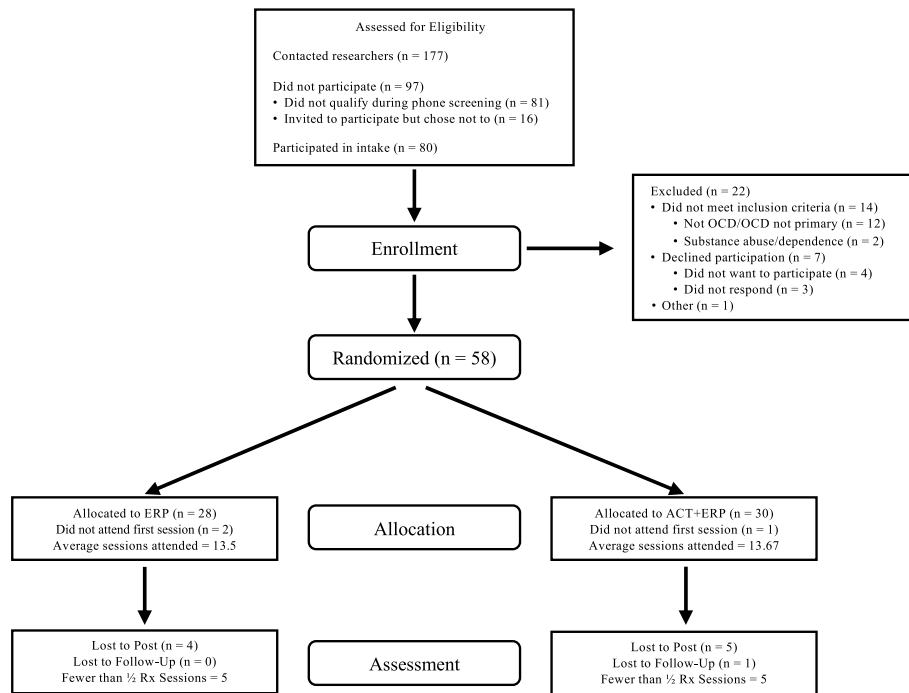 Assessed for Eligibility
Contacted researchers (n = 177)
Did not participate (n = 97)
• Did not qualify during phone screening (n = 81)
• Invited to participate but chose not to (n = 16)
Participated in intake (n = 80)
Excluded (n = 22)
• Did not meet inclusion criteria (n = 14)
• Not OCD/OCD not primary (n = 12)
• Substance abuse/dependence (n = 2)
• Declined participation (n = 7)
• Did not want to participate (n = 4)
• Did not respond (n = 3)
• Other (n = 1)
Enrollment
Randomized (n = 58)
Allocated to ERP (n = 28)
Did not attend first session (n = 2)
Average sessions attended = 13.5
Allocation
Allocated to ACT+ERP (n = 30)
Did not attend first session (n = 1)
Average sessions attended = 13.67
Lost to Post (n = 4)
Lost to Follow-Up (n = 0)
Fewer than ½ Rx Sessions = 5
Assessment
Lost to Post (n = 5)
Lost to Follow-Up (n = 1)
Fewer than ½ Rx Sessions = 5